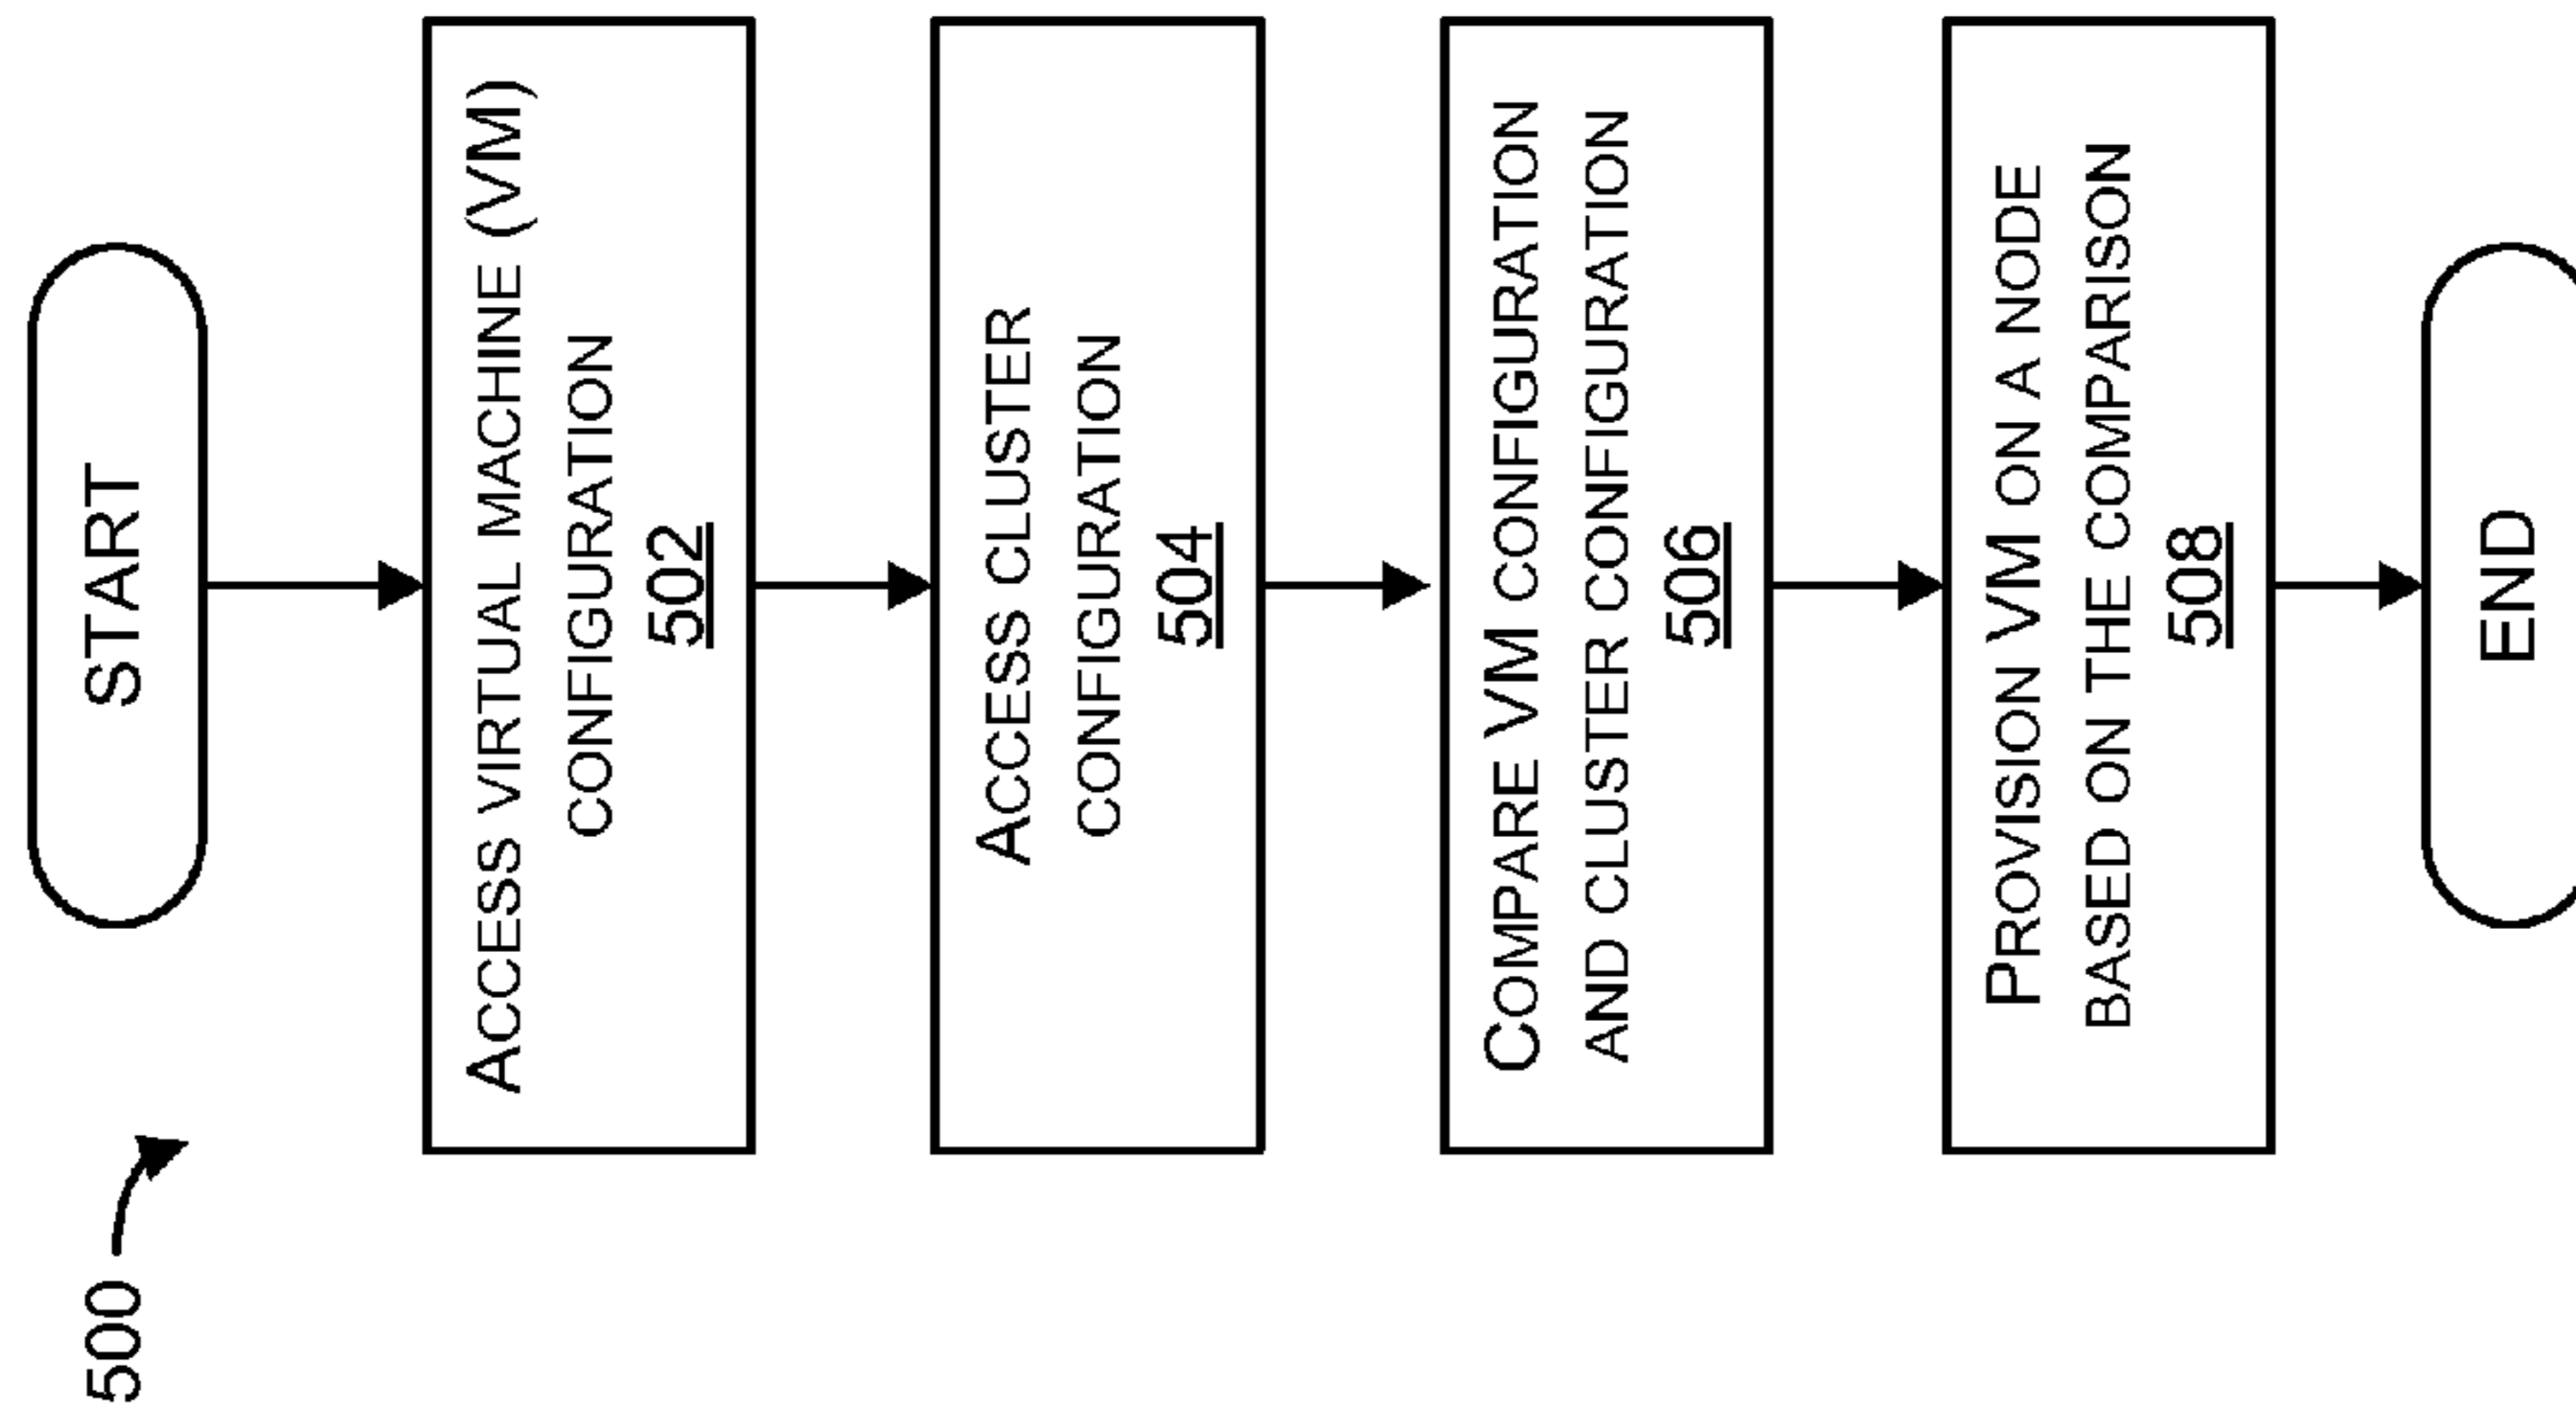 500
START
ACCESS VIRTUAL MACHINE (VM)
CONFIGURATION
502
ACCESS CLUSTER
CONFIGURATION
504
COMPARE VM CONFIGURATION
AND CLUSTER CONFIGURATION
506
PROVISION VM ON A NODE
BASED ON THE COMPARISON
508
END